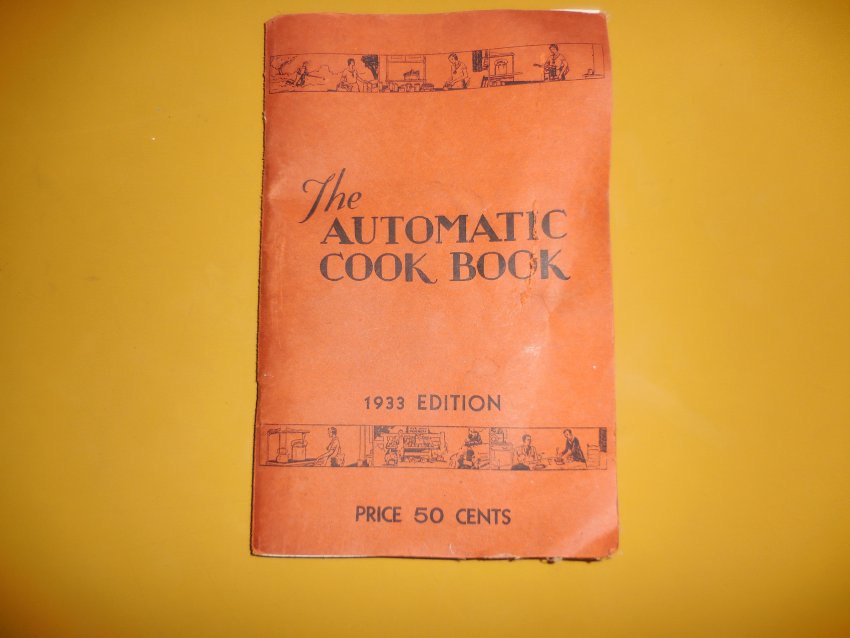 The
AUTOMATIC
COOK BOOK
1933 EDITION
PRICE 50 CENTS